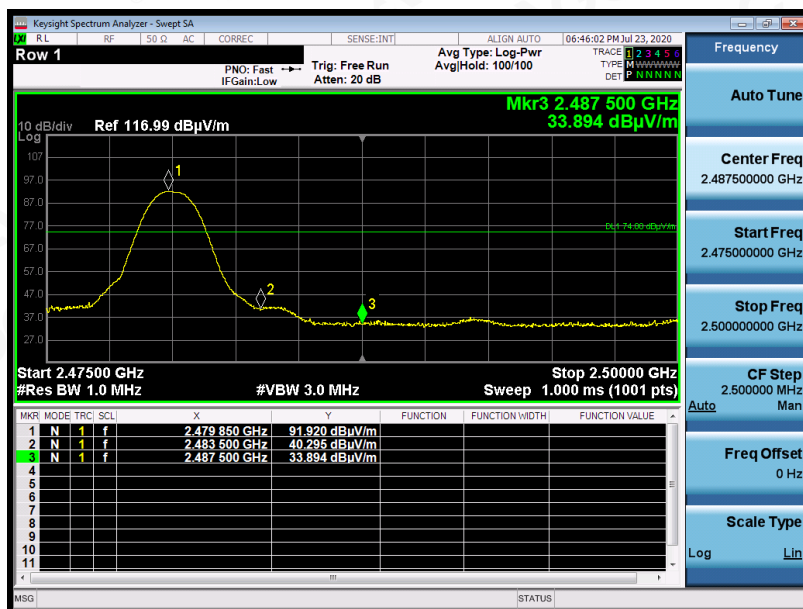 Keysight Spectrum Analyzer - Swept SA
LXI RL RF 50 Ω AC CORREC SENSE:INT ALIGN AUTO 06:46:02 PM Jul 23, 2020
Row 1
PNO: Fast
IFGain:Low
Trig: Free Run
Atten: 20 dB
Avg Type: Log-Pwr
Avg|Hold: 100/100
TRACE 1 2 3 4 5 6
TYPE M W W W W W
DET P N N N N N
Mkr3 2.487 500 GHz
33.894 dBµV/m
10 dB/div Ref 116.99 dBµV/m
Log
107
97.0
87.0
77.0
67.0
57.0
47.0
37.0
27.0
1
2
3
DL1 74.00 dBµV/m
Start 2.47500 GHz Stop 2.50000 GHz
#Res BW 1.0 MHz #VBW 3.0 MHz Sweep 1.000 ms (1001 pts)
MKR MODE TRC SCL X Y FUNCTION FUNCTION WIDTH FUNCTION VALUE
1 N 1 f 2.479 850 GHz 91.920 dBµV/m
2 N 1 f 2.483 500 GHz 40.295 dBµV/m
3 N 1 f 2.487 500 GHz 33.894 dBµV/m
4
5
6
7
8
9
10
11
MSG STATUS
Frequency
Auto Tune
Center Freq
2.487500000 GHz
Start Freq
2.475000000 GHz
Stop Freq
2.500000000 GHz
CF Step
2.500000 MHz
Auto Man
Freq Offset
0 Hz
Scale Type
Log Lin